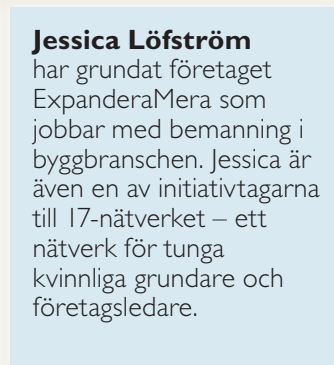 Jessica Löfström
har grundat företaget
ExpanderaMera som
jobbar med bemanning i
byggbranschen. Jessica är
även en av initiativtagarna
till 17-nätverket – ett
nätverk för tunga
kvinnliga grundare och
företagsledare.